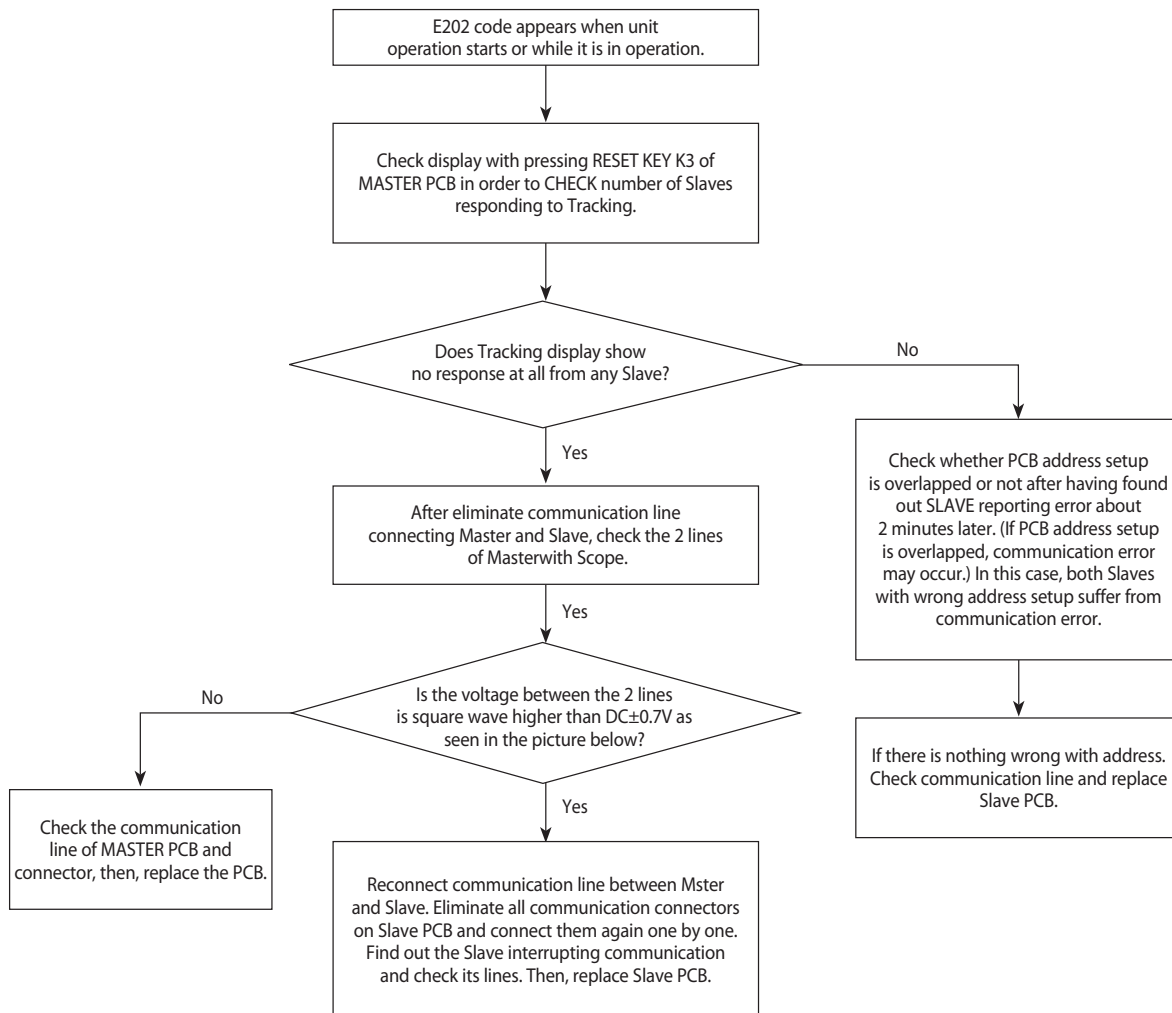 E202 code appears when unit
operation starts or while it is in operation.
Check display with pressing RESET KEY K3 of
MASTER PCB in order to CHECK number of Slaves
responding to Tracking.
Does Tracking display show
no response at all from any Slave?
No
Yes
Check whether PCB address setup
is overlapped or not after having found
out SLAVE reporting error about
2 minutes later. (If PCB address setup
is overlapped, communication error
may occur.) In this case, both Slaves
with wrong address setup suffer from
communication error.
After eliminate communication line
connecting Master and Slave, check the 2 lines
of Masterwith Scope.
Yes
Is the voltage between the 2 lines
is square wave higher than DC±0.7V as
seen in the picture below?
No
Yes
If there is nothing wrong with address.
Check communication line and replace
Slave PCB.
Check the communication
line of MASTER PCB and
connector, then, replace the PCB.
Reconnect communication line between Mster
and Slave. Eliminate all communication connectors
on Slave PCB and connect them again one by one.
Find out the Slave interrupting communication
and check its lines. Then, replace Slave PCB.